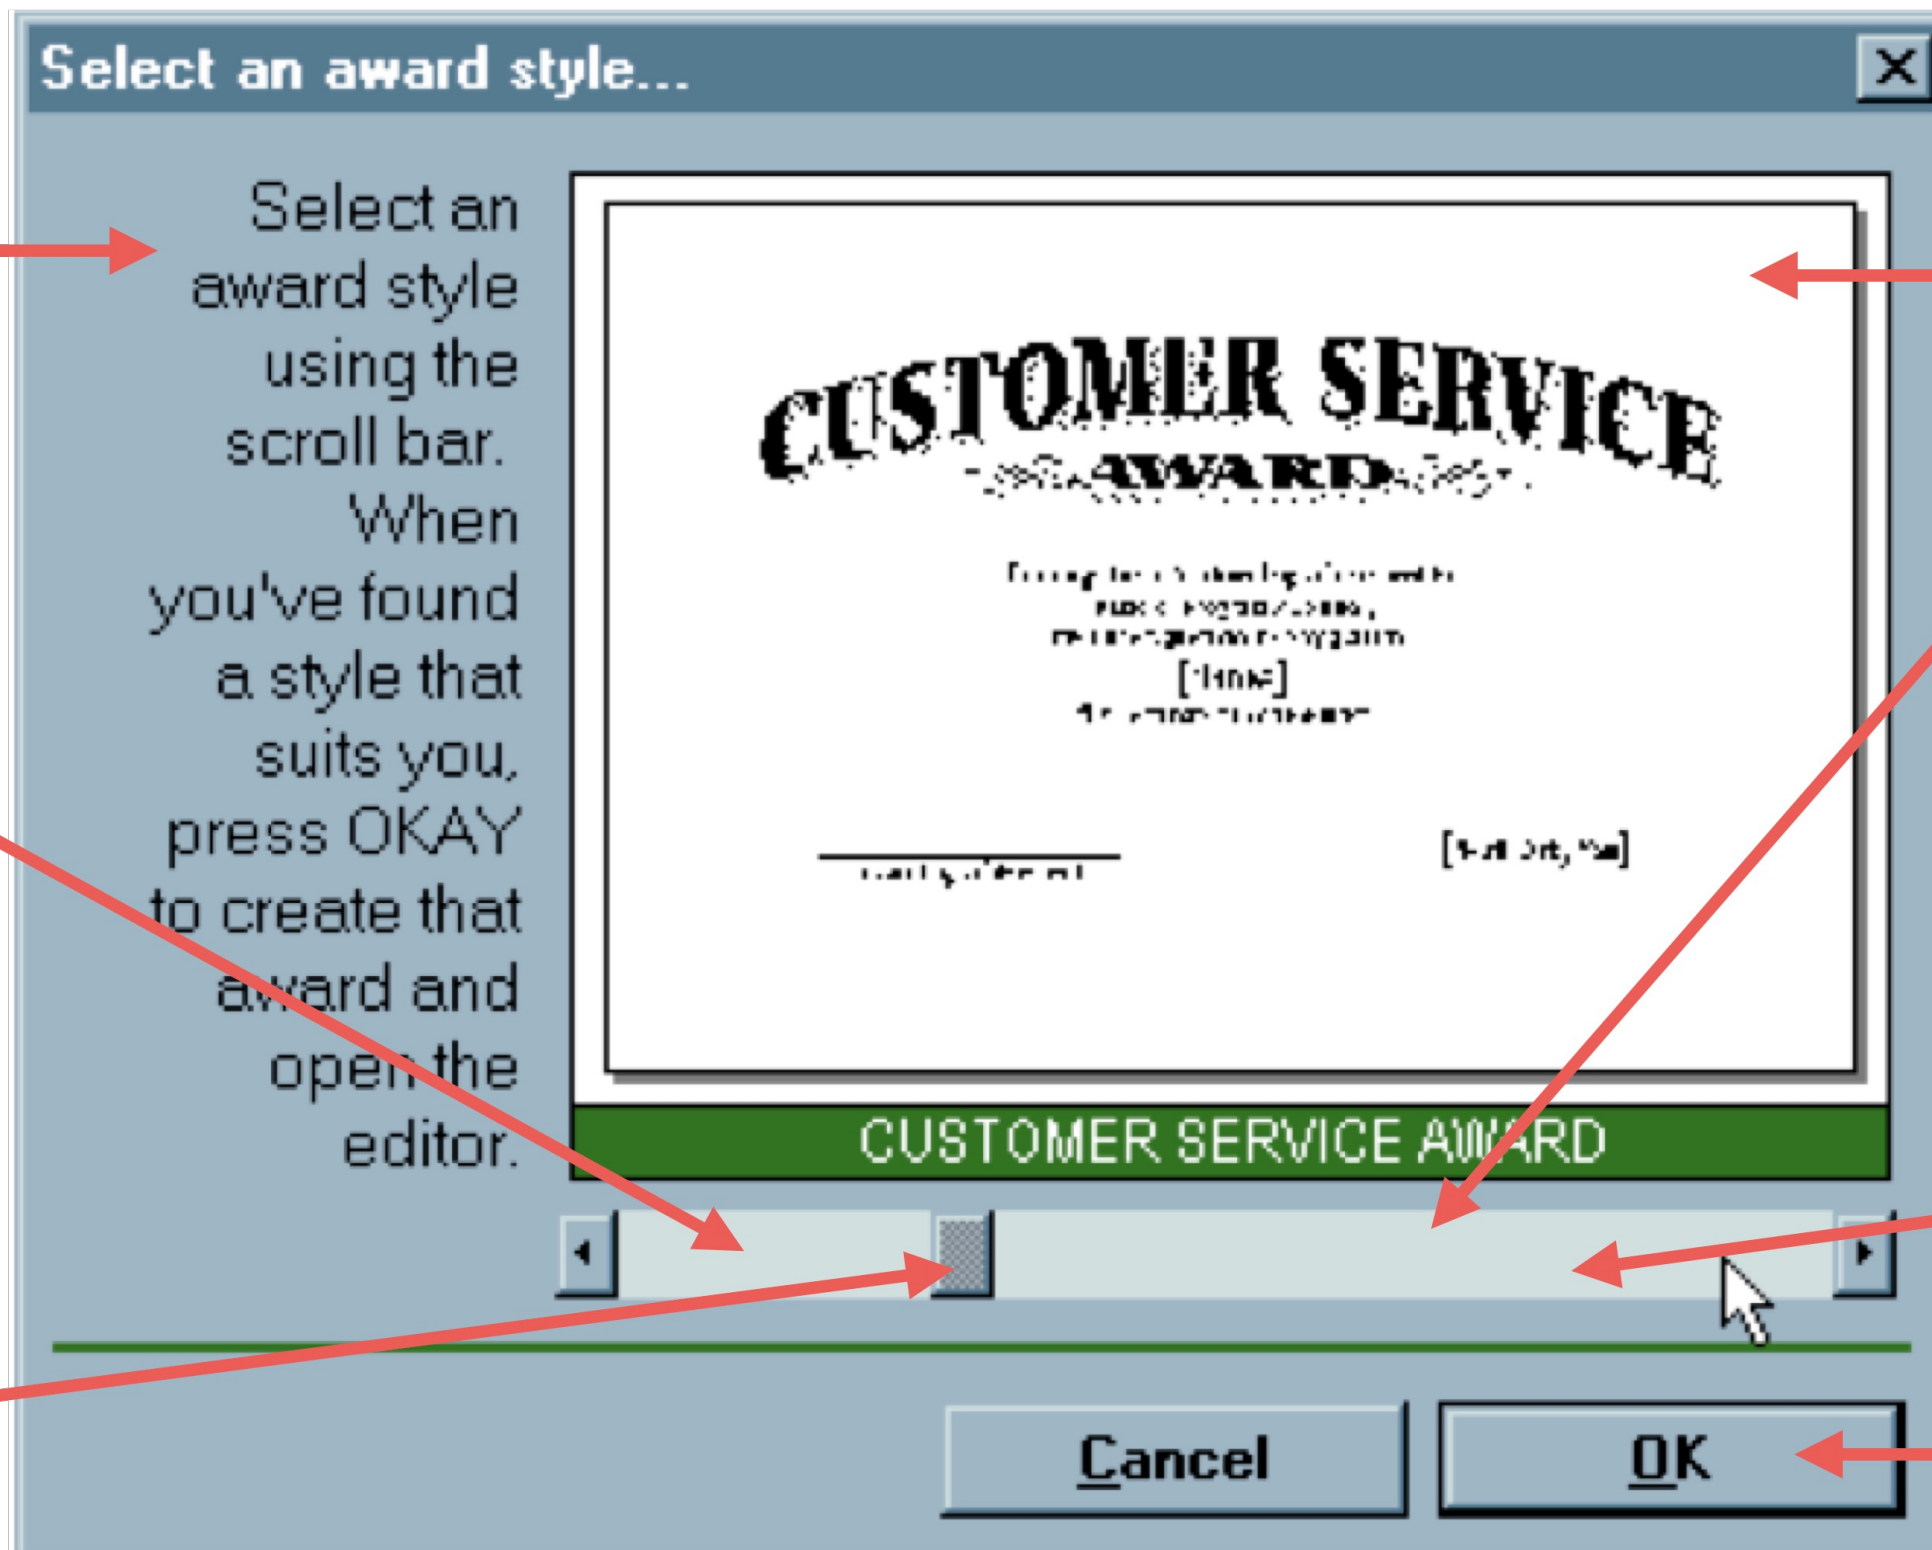 Select an award style...
Select an
award style
using the
scroll bar.
When
you've found
a style that
suits you,
press OKAY
to create that
award and
open the
editor.
CUSTOMER SERVICE
AWARD
CUSTOMER SERVICE AWARD
Cancel
OK